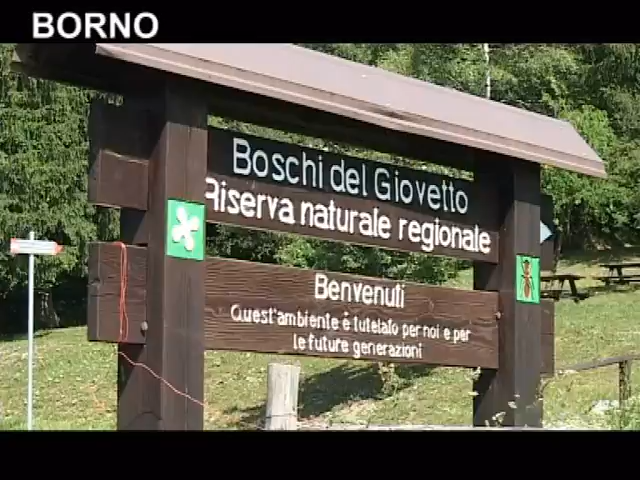 BORNO
Boschi del Giovetto
Riserva naturale regionale
Benvenuti
Quest'ambiente è tutelato per noi e per
le future generazioni